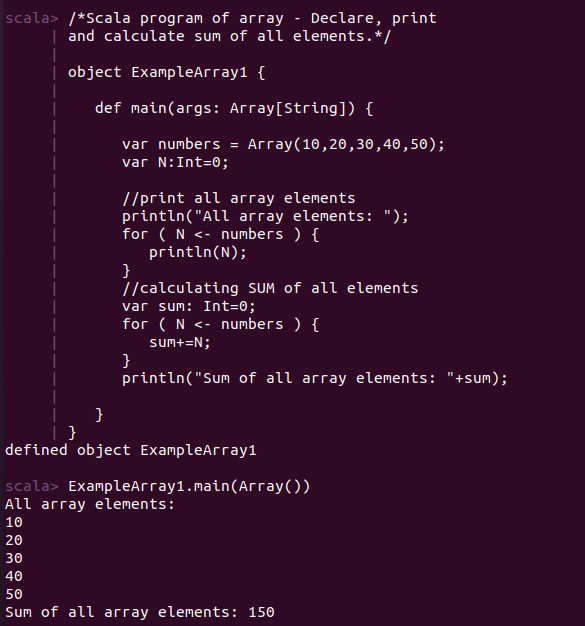 scala> /*Scala program of array - Declare, print
     | and calculate sum of all elements.*/
     |
     | object ExampleArray1 {
     |
     |    def main(args: Array[String]) {
     |
     |       var numbers = Array(10,20,30,40,50);
     |       var N:Int=0;
     |
     |       //print all array elements
     |       println("All array elements: ");
     |       for ( N <- numbers ) {
     |          println(N);
     |       }
     |       //calculating SUM of all elements
     |       var sum: Int=0;
     |       for ( N <- numbers ) {
     |          sum+=N;
     |       }
     |       println("Sum of all array elements: "+sum);
     |
     |    }
     | }
defined object ExampleArray1

scala> ExampleArray1.main(Array())
All array elements:
10
20
30
40
50
Sum of all array elements: 150